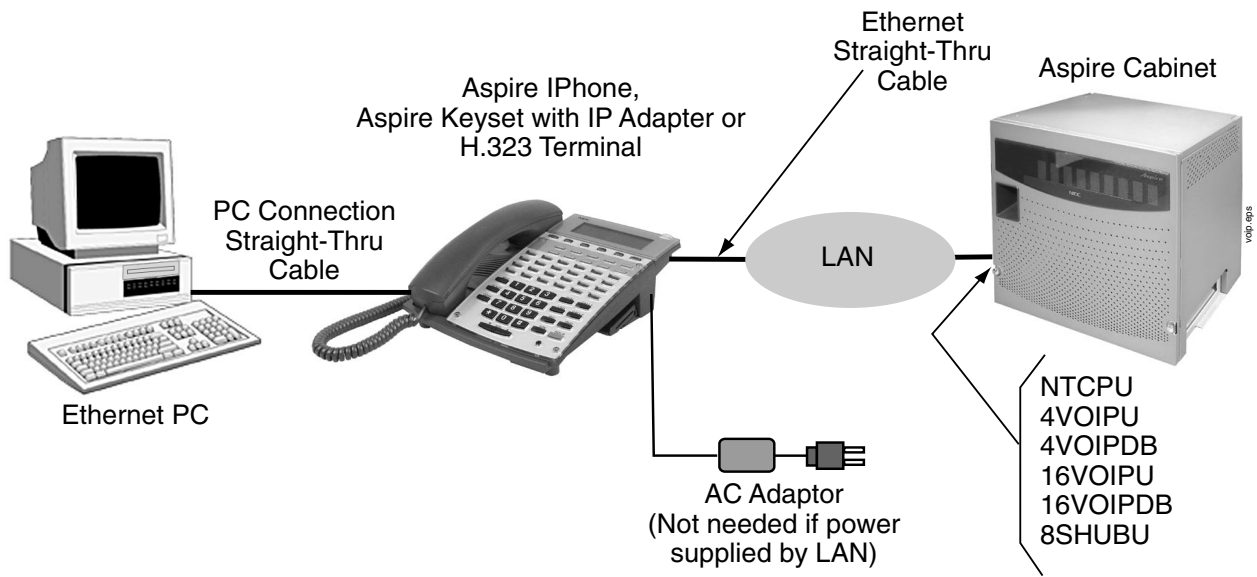 Ethernet
Straight-Thru
Cable
Aspire Cabinet
Aspire IPhone,
Aspire Keyset with IP Adapter or
H.323 Terminal
PC Connection
Straight-Thru
Cable
LAN
Aspire
NEC
voip.eps
Ethernet PC
NTCPU
4VOIPU
4VOIPDB
16VOIPU
16VOIPDB
8SHUBU
AC Adaptor
(Not needed if power
supplied by LAN)